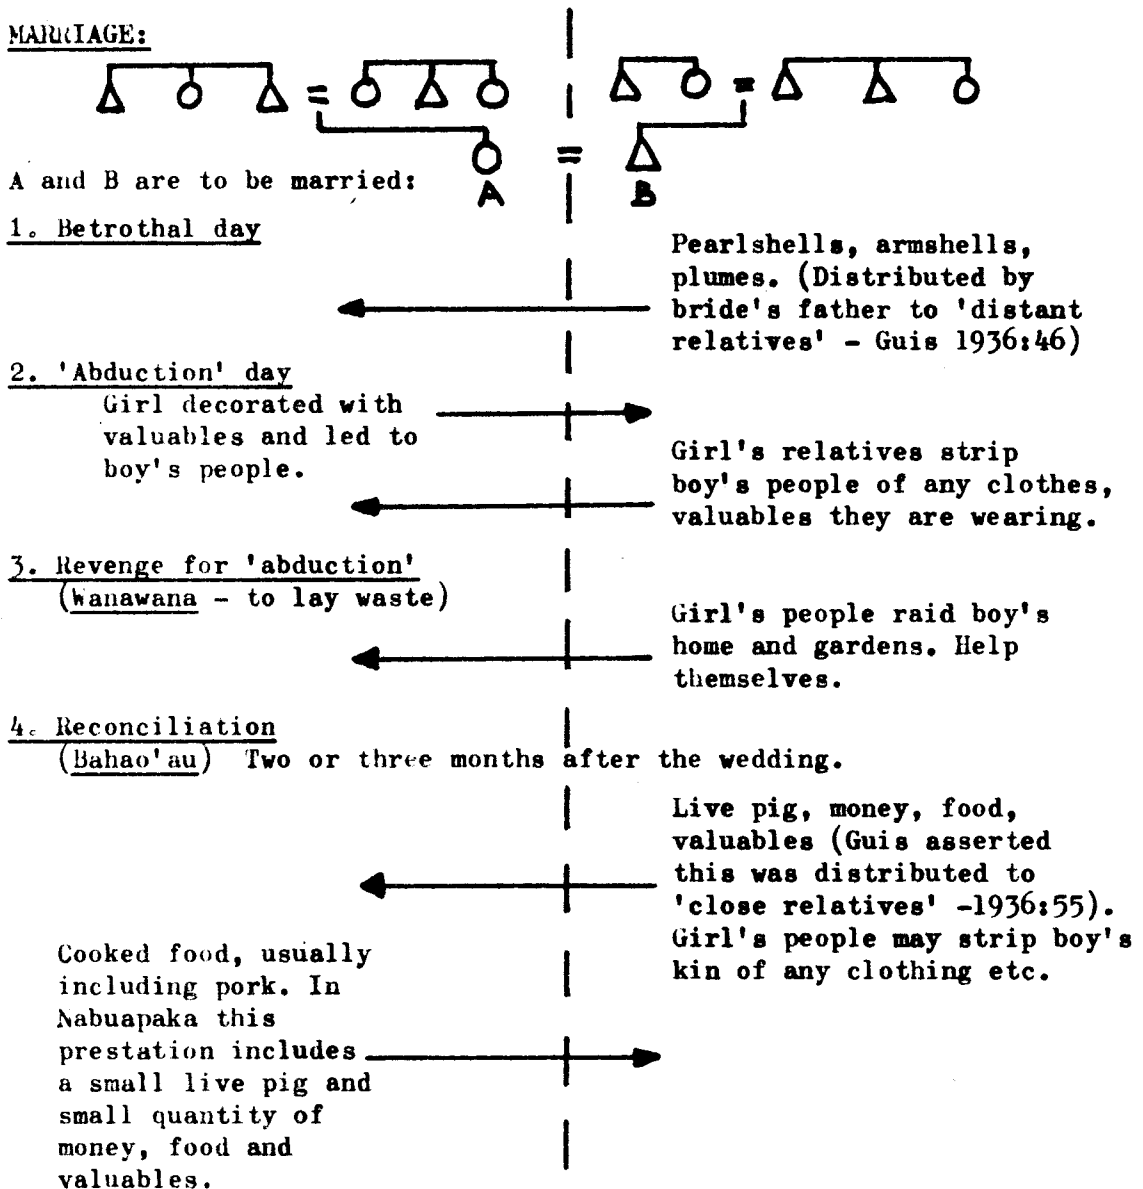 MARRIAGE:
=
=
=
A
B
A and B are to be married:
1. Betrothal day
Pearlshells, armshells,
plumes. (Distributed by
bride's father to 'distant
relatives' - Guis 1936:46)
2. 'Abduction' day
Girl decorated with
valuables and led to
boy's people.
Girl's relatives strip
boy's people of any clothes,
valuables they are wearing.
3. Revenge for 'abduction'
(Wanawana - to lay waste)
Girl's people raid boy's
home and gardens. Help
themselves.
4. Reconciliation
(Bahao'au) Two or three months after the wedding.
Live pig, money, food,
valuables (Guis asserted
this was distributed to
'close relatives' -1936:55).
Girl's people may strip boy's
kin of any clothing etc.
Cooked food, usually
including pork. In
Nabuapaka this
prestation includes
a small live pig and
small quantity of
money, food and
valuables.